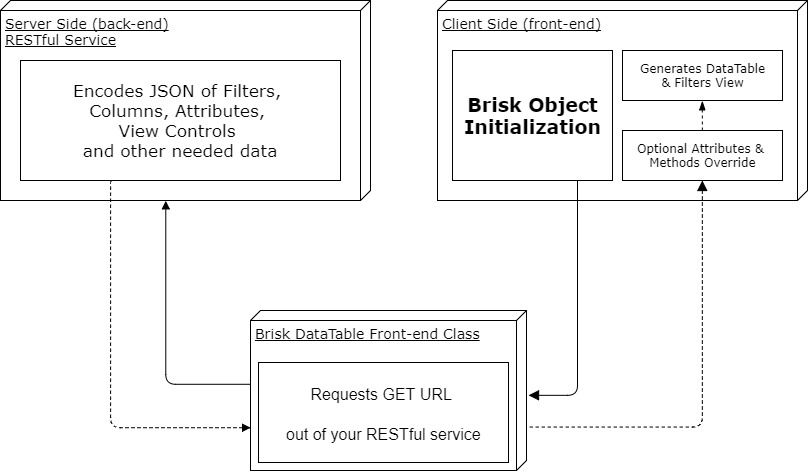 Server Side (back-end)
RESTful Service
Encodes JSON of Filters,
Columns, Attributes,
View Controls
and other needed data
Client Side (front-end)
Brisk Object
Initialization
Generates DataTable
& Filters View
Optional Attributes &
Methods Override
Brisk DataTable Front-end Class
Requests GET URL
out of your RESTful service